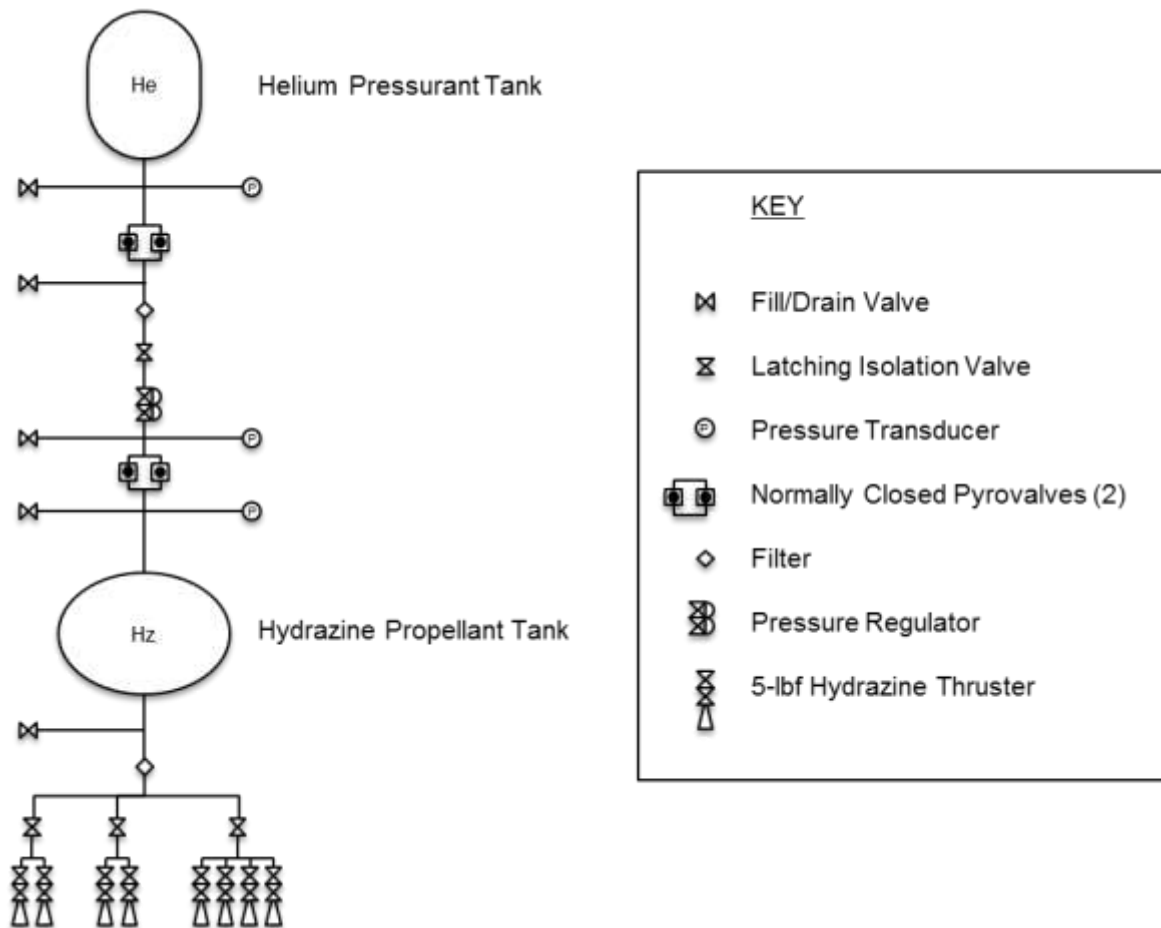 He
Helium Pressurant Tank
P
KEY
Fill/Drain Valve
Latching Isolation Valve
P
Pressure Transducer
P
Normally Closed Pyrovalves (2)
P
Filter
Hz
Hydrazine Propellant Tank
Pressure Regulator
5-lbf Hydrazine Thruster